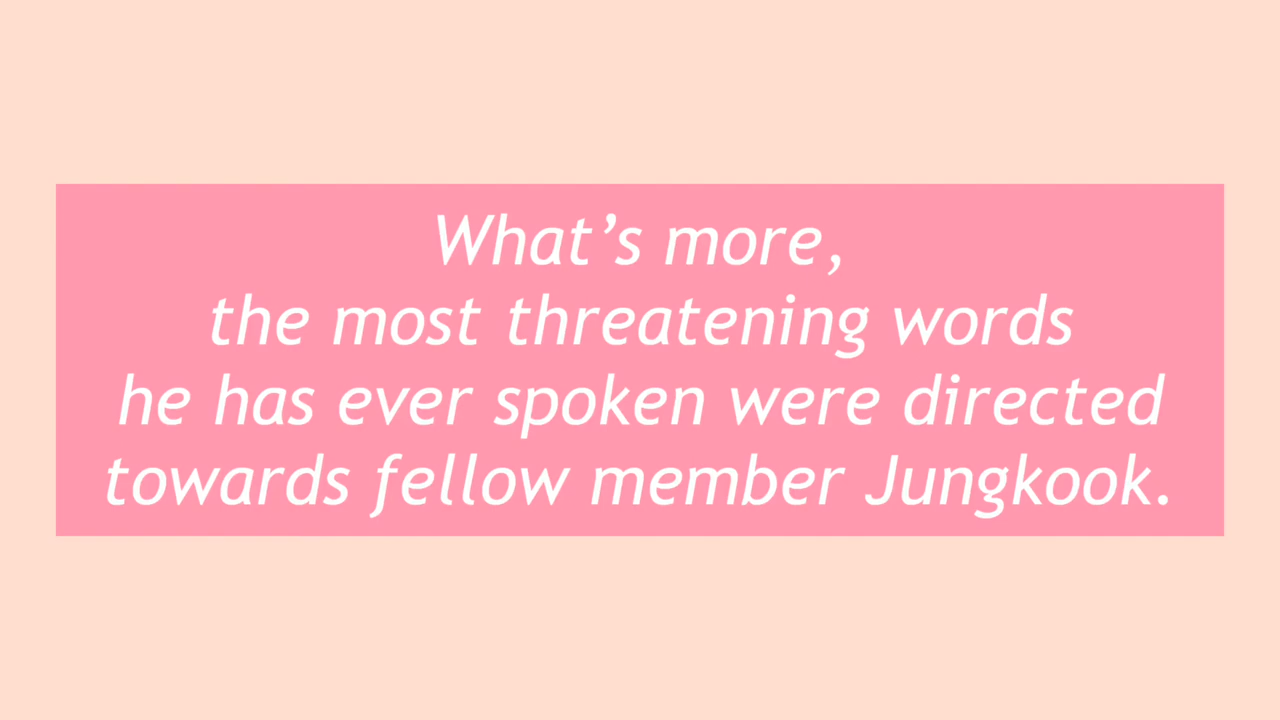 What’s more,
the most threatening words
he has ever spoken were directed
towards fellow member Jungkook.